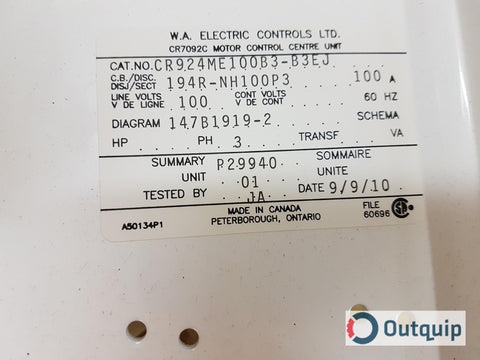 W.A. ELECTRIC CONTROLS LTD.
CR7092C MOTOR CONTROL CENTRE UNIT
CAT.NO. CR924ME100B3-B3EJ
C.B./DISC. DISJ/SECT 194R-NH100P3 100 A
LINE VOLTS V DE LIGNE 100 CONT VOLTS V DE CONT 60 HZ
DIAGRAM 147B1919-2 SCHEMA
HP PH 3 TRANSF VA
SUMMARY P29940 SOMMAIRE
UNIT 01 UNITE
TESTED BY JA DATE 9/9/10
MADE IN CANADA
PETERBOROUGH, ONTARIO
FILE
60696
A50134P1
Outquip